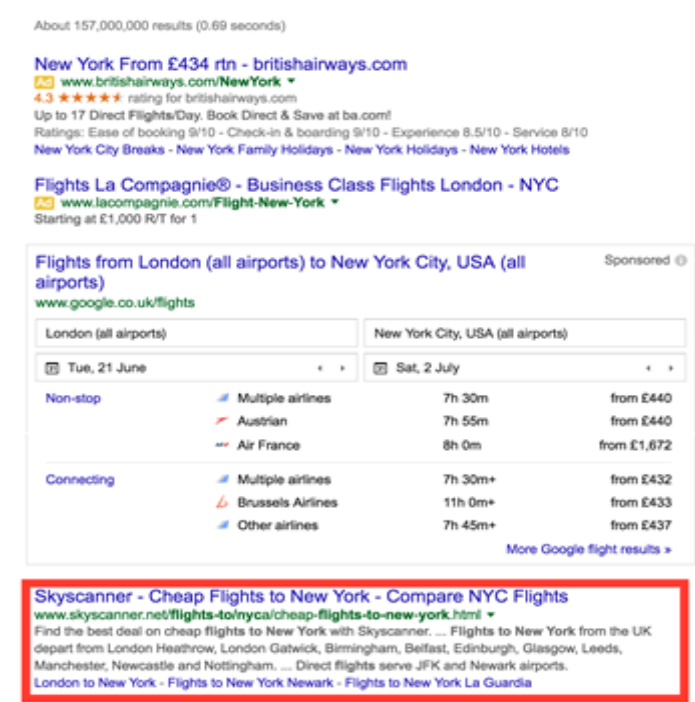 About 157,000,000 results (0.69 seconds)
New York From £434 rtn - britishairways.com
Ad www.britishairways.com/NewYork
4.3 ★★★★★ rating for britishairways.com
Up to 17 Direct Flights/Day. Book Direct & Save at ba.com!
Ratings: Ease of booking 9/10 - Check-in & boarding 9/10 - Experience 8.5/10 - Service 8/10
New York City Breaks - New York Family Holidays - New York Holidays - New York Hotels
Flights La Compagnie® - Business Class Flights London - NYC
Ad www.lacompagnie.com/Flight-New-York
Starting at £1,000 R/T for 1
Flights from London (all airports) to New York City, USA (all Sponsored
airports)
www.google.co.uk/flights
London (all airports) New York City, USA (all airports)
Tue, 21 June Sat, 2 July
Non-stop Multiple airlines 7h 30m from £440
Austrian 7h 55m from £440
Air France 8h 0m from £1,672
Connecting Multiple airlines 7h 30m+ from £432
Brussels Airlines 11h 0m+ from £433
Other airlines 7h 45m+ from £437
More Google flight results »
Skyscanner - Cheap Flights to New York - Compare NYC Flights
www.skyscanner.net/flights-to/nyca/cheap-flights-to-new-york.html
Find the best deal on cheap flights to New York with Skyscanner. ... Flights to New York from the UK
depart from London Heathrow, London Gatwick, Birmingham, Belfast, Edinburgh, Glasgow, Leeds,
Manchester, Newcastle and Nottingham. ... Direct flights serve JFK and Newark airports.
London to New York - Flights to New York Newark - Flights to New York La Guardia